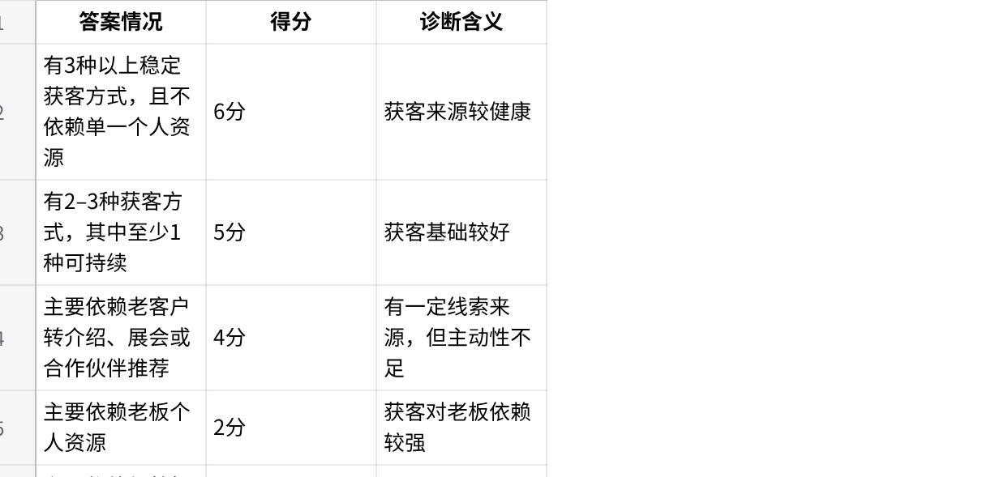 答案情况 得分 诊断含义
有3种以上稳定
获客方式，且不
依赖单一个人资
源
6分
获客来源较健康
有2–3种获客方
式，其中至少1
种可持续
5分
获客基础较好
主要依赖老客户
转介绍、展会或
合作伙伴推荐
4分
有一定线索来
源，但主动性不
足
主要依赖老板个
人资源
2分
获客对老板依赖
较强